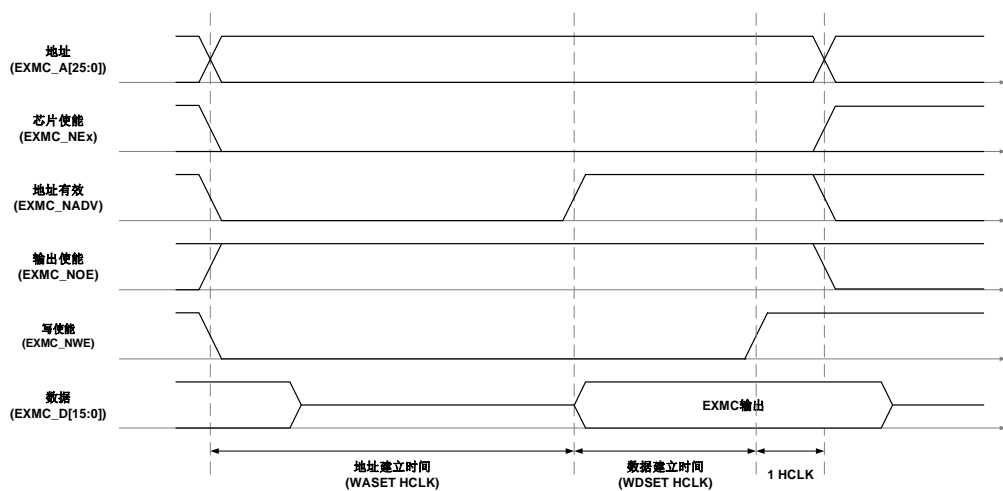 地址
(EXMC_A[25:0])
芯片使能
(EXMC_NEx)
地址有效
(EXMC_NADV)
输出使能
(EXMC_NOE)
写使能
(EXMC_NWE)
数据
(EXMC_D[15:0])
EXMC输出
地址建立时间
(WASET HCLK)
数据建立时间
(WDSET HCLK)
1 HCLK